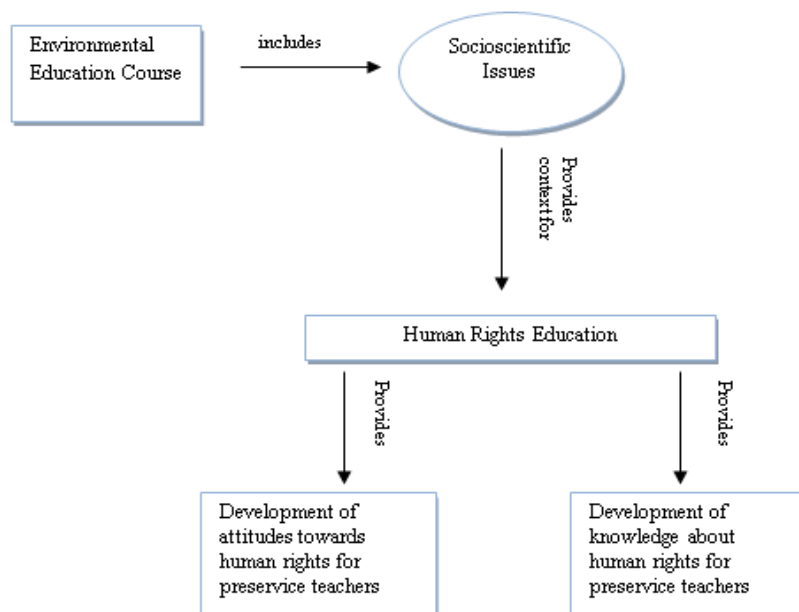 Environmental
Education Course
includes
Socioscientific
Issues
Provides
context for
Human Rights Education
Provides
Provides
Development of
attitudes towards
human rights for
preservice teachers
Development of
knowledge about
human rights for
preservice teachers